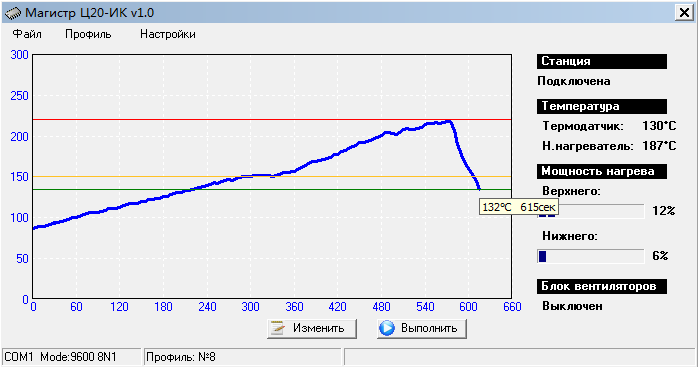 Магистр Ц20-ИК v1.0
Файл Профиль Настройки
300
250
200
150
100
50
0
0 60 120 180 240 300 360 420 480 540 600 660
132°C 615сек
Станция
Подключена
Температура
Термодатчик: 130°C
Н.нагреватель: 187°C
Мощность нагрева
Верхнего:
12%
Нижнего:
6%
Блок вентиляторов
Выключен
Изменить Выполнить
COM1 Mode:9600 8N1 Профиль: №8